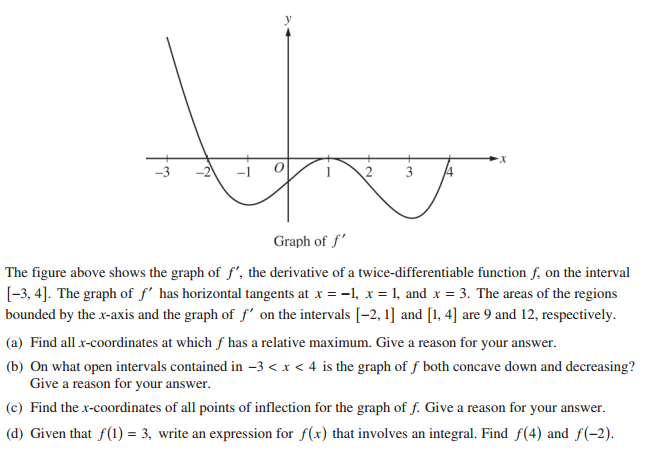 y
x
-3 -2 -1 O 1 2 3 4
Graph of f′
The figure above shows the graph of f′, the derivative of a twice-differentiable function f, on the interval
[−3, 4]. The graph of f′ has horizontal tangents at x = −1, x = 1, and x = 3. The areas of the regions
bounded by the x-axis and the graph of f′ on the intervals [−2, 1] and [1, 4] are 9 and 12, respectively.
(a) Find all x-coordinates at which f has a relative maximum. Give a reason for your answer.
(b) On what open intervals contained in −3 < x < 4 is the graph of f both concave down and decreasing?
Give a reason for your answer.
(c) Find the x-coordinates of all points of inflection for the graph of f. Give a reason for your answer.
(d) Given that f(1) = 3, write an expression for f(x) that involves an integral. Find f(4) and f(−2).